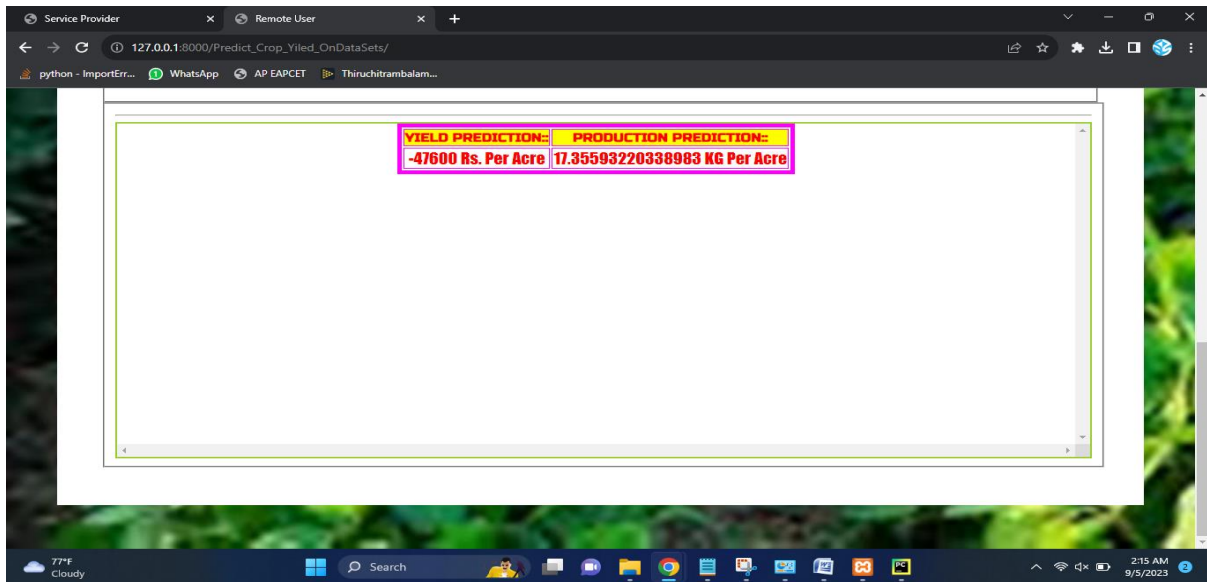 Service Provider
Remote User
127.0.0.1:8000/Predict_Crop_Yiled_OnDataSets/
python - ImportErr...
WhatsApp
AP EAPCET
Thiruchitrambalam...
YIELD PREDICTION:: PRODUCTION PREDICTION::
-47600 Rs. Per Acre 17.35593220338983 KG Per Acre
77°F
Cloudy
Search
2:15 AM
9/5/2023
2